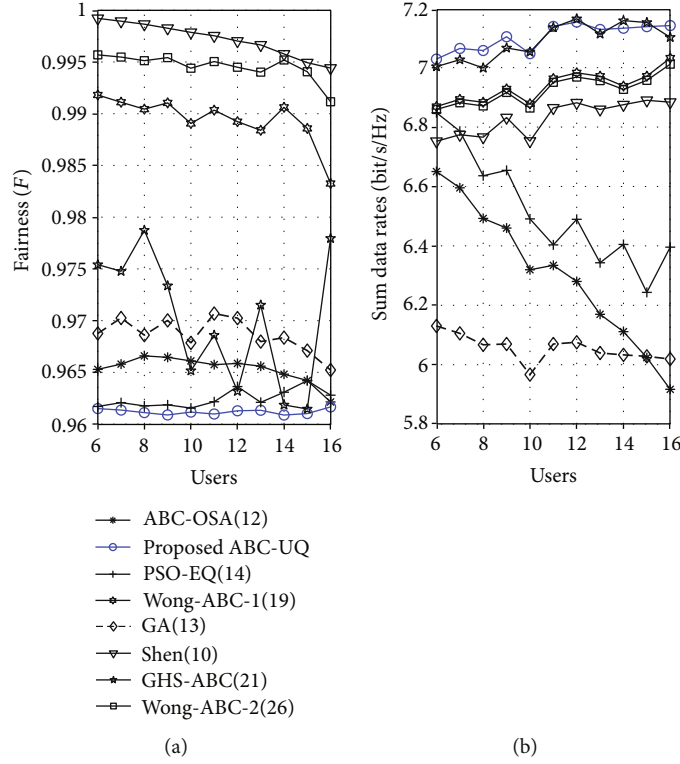 1
0.995
0.99
0.985
0.98
0.975
0.97
0.965
0.96
6 8 10 12 14 16
Fairness (F)
Users
7.2
7
6.8
6.6
6.4
6.2
6
5.8
6 8 10 12 14 16
Sum data rates (bit/s/Hz)
Users
ABC-OSA(12)
Proposed ABC-UQ
PSO-EQ(14)
Wong-ABC-1(19)
GA(13)
Shen(10)
GHS-ABC(21)
Wong-ABC-2(26)
(a)
(b)